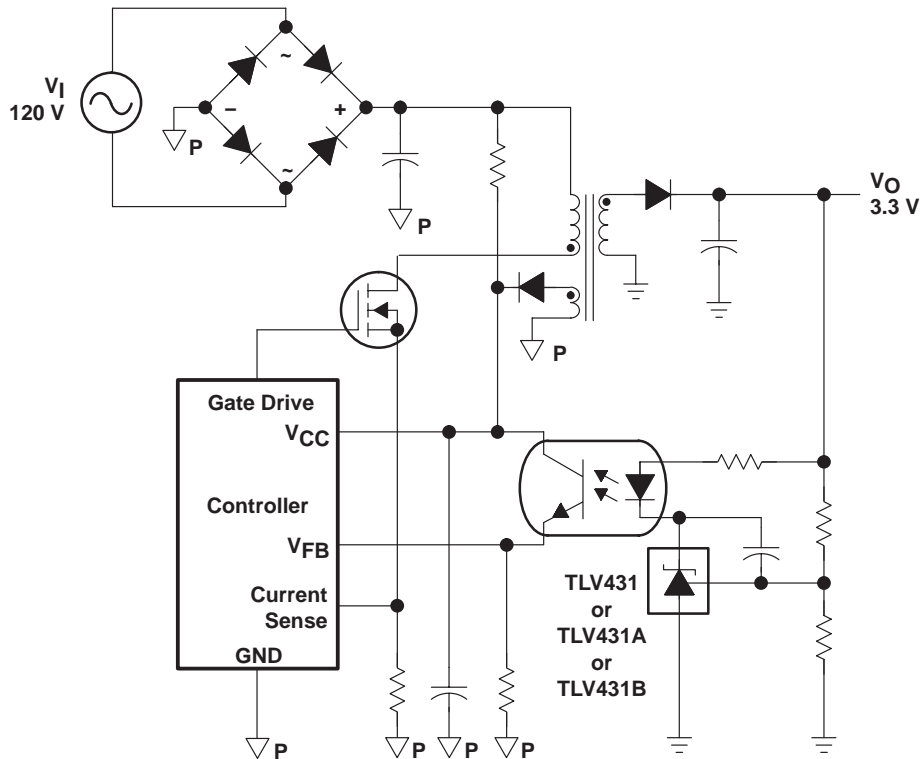 ~
VI
120 V
–
+
P
~
P
VO
3.3 V
P
Gate Drive
VCC
Controller
VFB
Current
Sense
GND
TLV431
or
TLV431A
or
TLV431B
P
P
P
P